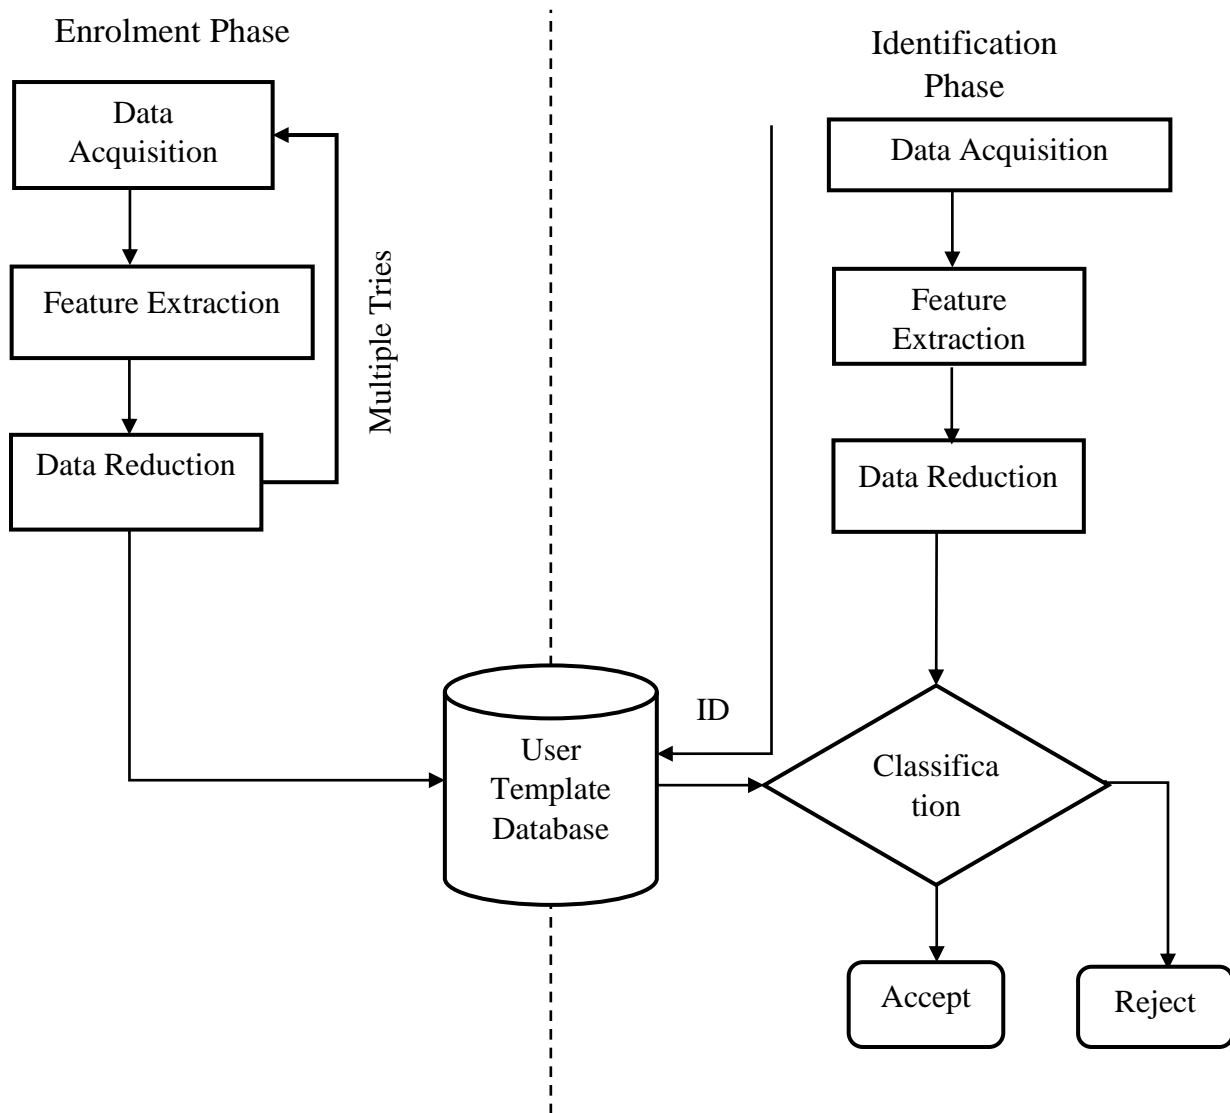 Enrolment Phase
Data
Acquisition
Feature Extraction
Data Reduction
Multiple Tries
User
Template
Database
ID
Identification
Phase
Data Acquisition
Feature
Extraction
Data Reduction
Classifica
tion
Accept
Reject